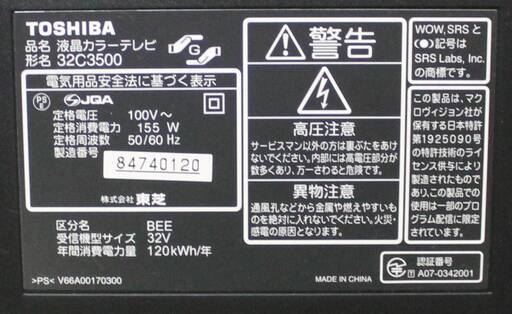 TOSHIBA
品名 液晶カラーテレビ
形名 32C3500
電気用品安全法に基づく表示
PS E JQA
定格電圧 100V～
定格消費電力 155 W
定格周波数 50/60 Hz
製造番号 84740120
株式会社 東芝
区分 BEE
受信機型サイズ 32V
年間消費電力量 120kWh/年
>PS< V66A00170300
警告
高圧注意
サービスマン以外の方は裏ぶたをあけ
ないでください。内部には高電圧部分が
数多くあり、万一さわると危険です。
異物注意
通風孔などから金属や燃えやすいも
のを絶対に入れないでください。火災・
感電の原因となります。
MADE IN CHINA
WOW, SRS と
(●)記号は
SRS Labs, Inc.
の商標です。
この製品は、マク
ロヴィジョン社が
保有する日本特許
第1925090号
の特許技術のライ
センス供与により
製造されたもので
あり、この製品の
使用では、一部の
プログラム配信に
限定されています。
認証番号
T A07-0342001